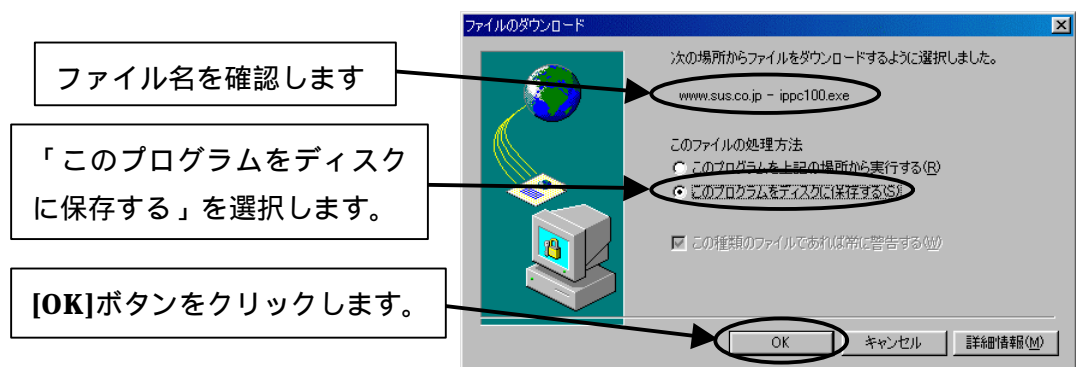 ファイル名を確認します
「このプログラムをディスク
に保存する」を選択します。
[OK]ボタンをクリックします。
ファイルのダウンロード
次の場所からファイルをダウンロードするように選択しました。
www.sus.co.jp - ippc100.exe
このファイルの処理方法
このプログラムを上記の場所から実行する(R)
このプログラムをディスクに保存する(S)
この種類のファイルであれば常に警告する(W)
OK キャンセル 詳細情報(M)